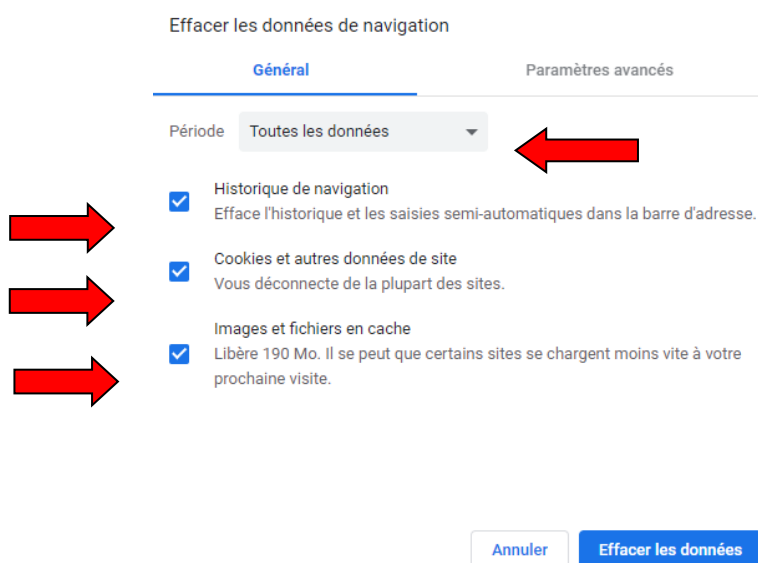 Effacer les données de navigation
Général
Paramètres avancés
Période
Toutes les données
Historique de navigation
Efface l'historique et les saisies semi-automatiques dans la barre d'adresse.
Cookies et autres données de site
Vous déconnecte de la plupart des sites.
Images et fichiers en cache
Libère 190 Mo. Il se peut que certains sites se chargent moins vite à votre
prochaine visite.
Annuler
Effacer les données